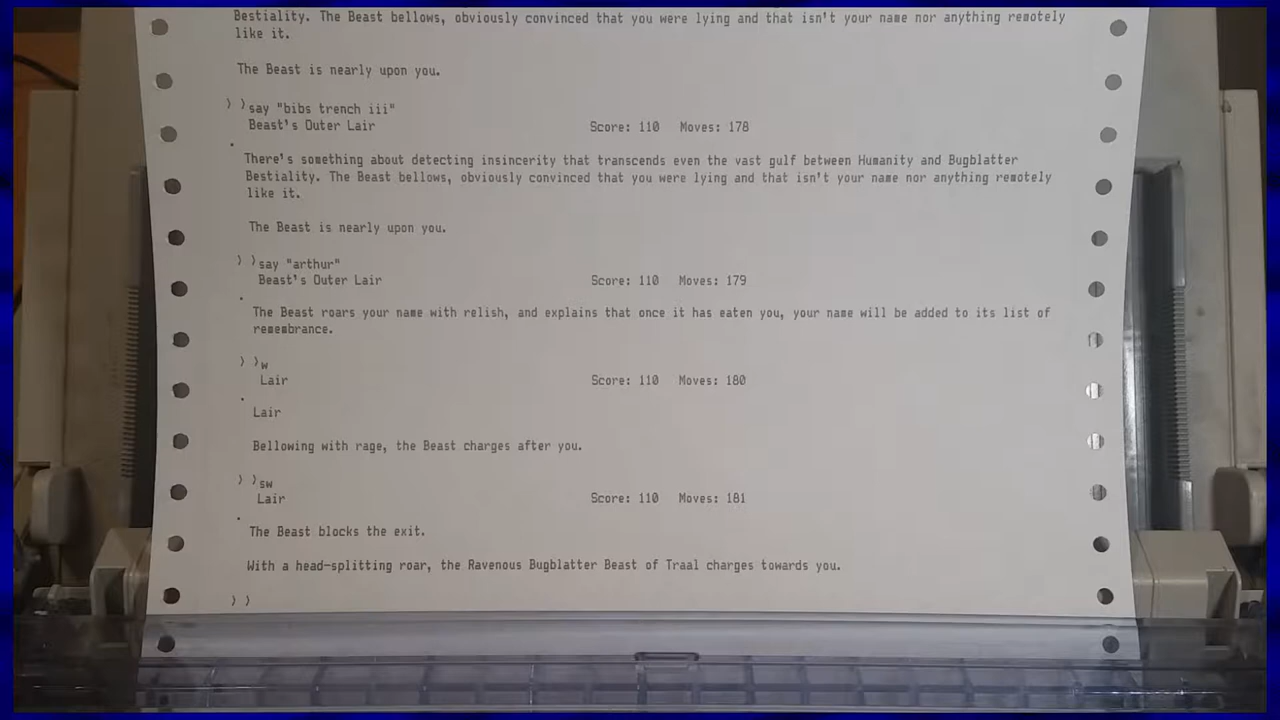 Bestiality. The Beast bellows, obviously convinced that you were lying and that isn't your name nor anything remotely
like it.
The Beast is nearly upon you.
) )say "bibs trench iii"
Beast's Outer Lair Score: 110 Moves: 178
.
There's something about detecting insincerity that transcends even the vast gulf between Humanity and Bugblatter
Bestiality. The Beast bellows, obviously convinced that you were lying and that isn't your name nor anything remotely
like it.
The Beast is nearly upon you.
) )say "arthur"
Beast's Outer Lair Score: 110 Moves: 179
.
The Beast roars your name with relish, and explains that once it has eaten you, your name will be added to its list of
remembrance.
) )w
Lair Score: 110 Moves: 180
.
Lair
Bellowing with rage, the Beast charges after you.
) )sw
Lair Score: 110 Moves: 181
.
The Beast blocks the exit.
With a head-splitting roar, the Ravenous Bugblatter Beast of Traal charges towards you.
) )